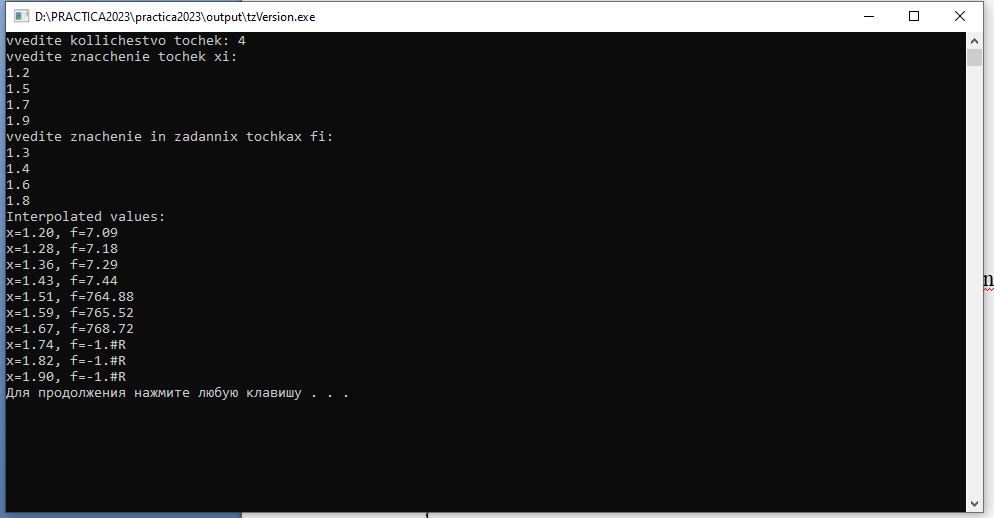 D:\PRACTICA2023\practica2023\output\tzVersion.exe
vvedite kollichestvo tochek: 4
vvedite znacchenie tochek xi:
1.2
1.5
1.7
1.9
vvedite znachenie in zadannix tochkax fi:
1.3
1.4
1.6
1.8
Interpolated values:
x=1.20, f=7.09
x=1.28, f=7.18
x=1.36, f=7.29
x=1.43, f=7.44
x=1.51, f=764.88
x=1.59, f=765.52
x=1.67, f=768.72
x=1.74, f=-1.#R
x=1.82, f=-1.#R
x=1.90, f=-1.#R
Для продолжения нажмите любую клавишу . . .
n